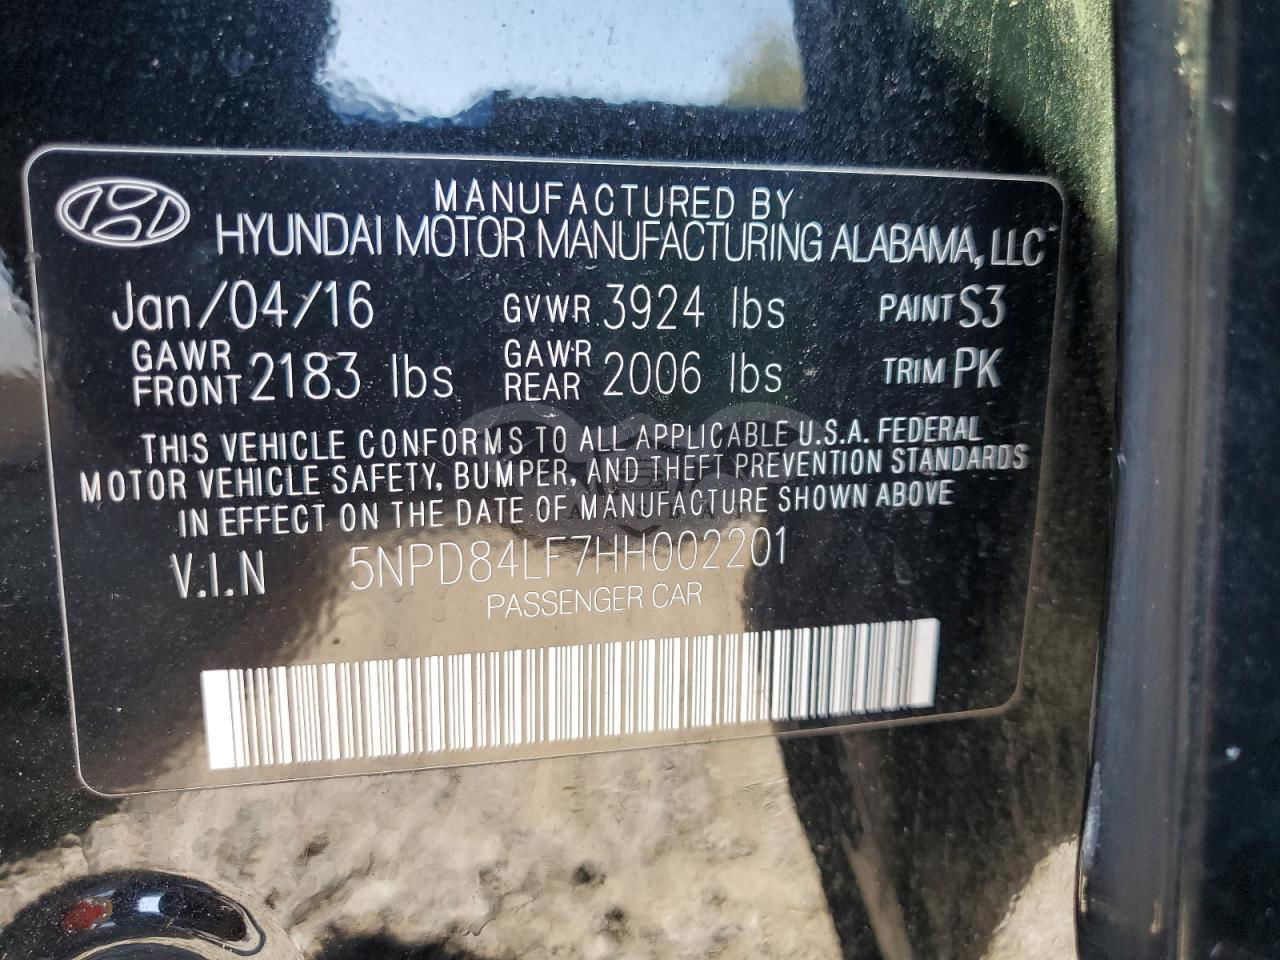 MANUFACTURED BY
HYUNDAI MOTOR MANUFACTURING ALABAMA, LLC
Jan/04/16 GVWR 3924 lbs PAINT S3
GAWR FRONT 2183 lbs GAWR REAR 2006 lbs TRIM PK
THIS VEHICLE CONFORMS TO ALL APPLICABLE U.S.A. FEDERAL
MOTOR VEHICLE SAFETY, BUMPER, AND THEFT PREVENTION STANDARDS
IN EFFECT ON THE DATE OF MANUFACTURE SHOWN ABOVE
V.I.N 5NPD84LF7HH002201
PASSENGER CAR